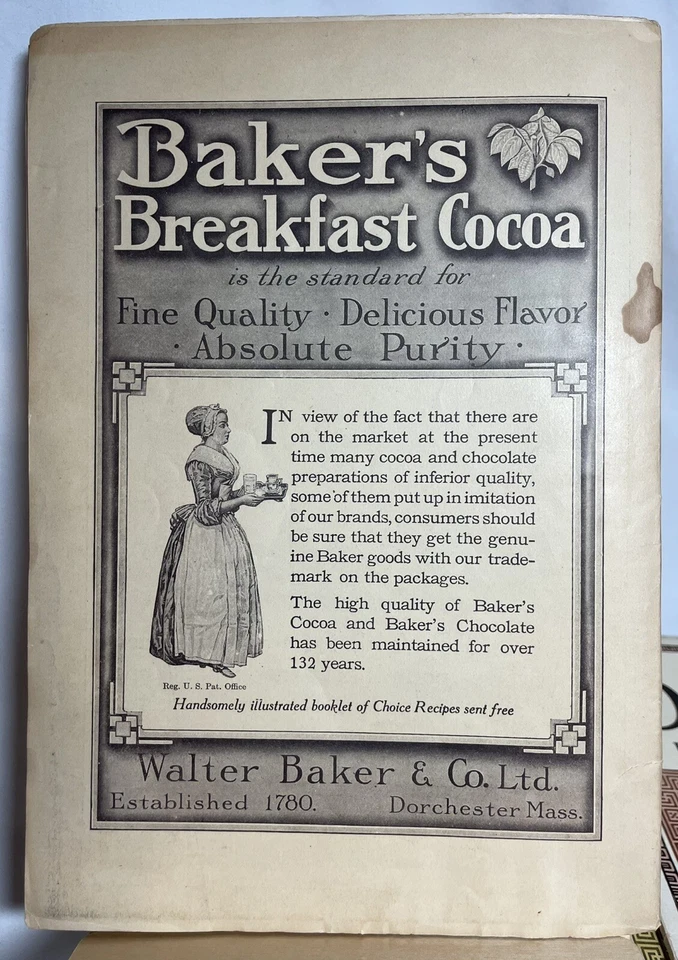 Baker's
Breakfast Cocoa
is the standard for
Fine Quality · Delicious Flavor
· Absolute Purity ·
IN view of the fact that there are
on the market at the present
time many cocoa and chocolate
preparations of inferior quality,
some of them put up in imitation
of our brands, consumers should
be sure that they get the genu-
ine Baker goods with our trade-
mark on the packages.
The high quality of Baker's
Cocoa and Baker's Chocolate
has been maintained for over
132 years.
Reg. U. S. Pat. Office
Handsomely illustrated booklet of Choice Recipes sent free
Walter Baker & Co. Ltd.
Established 1780. Dorchester Mass.